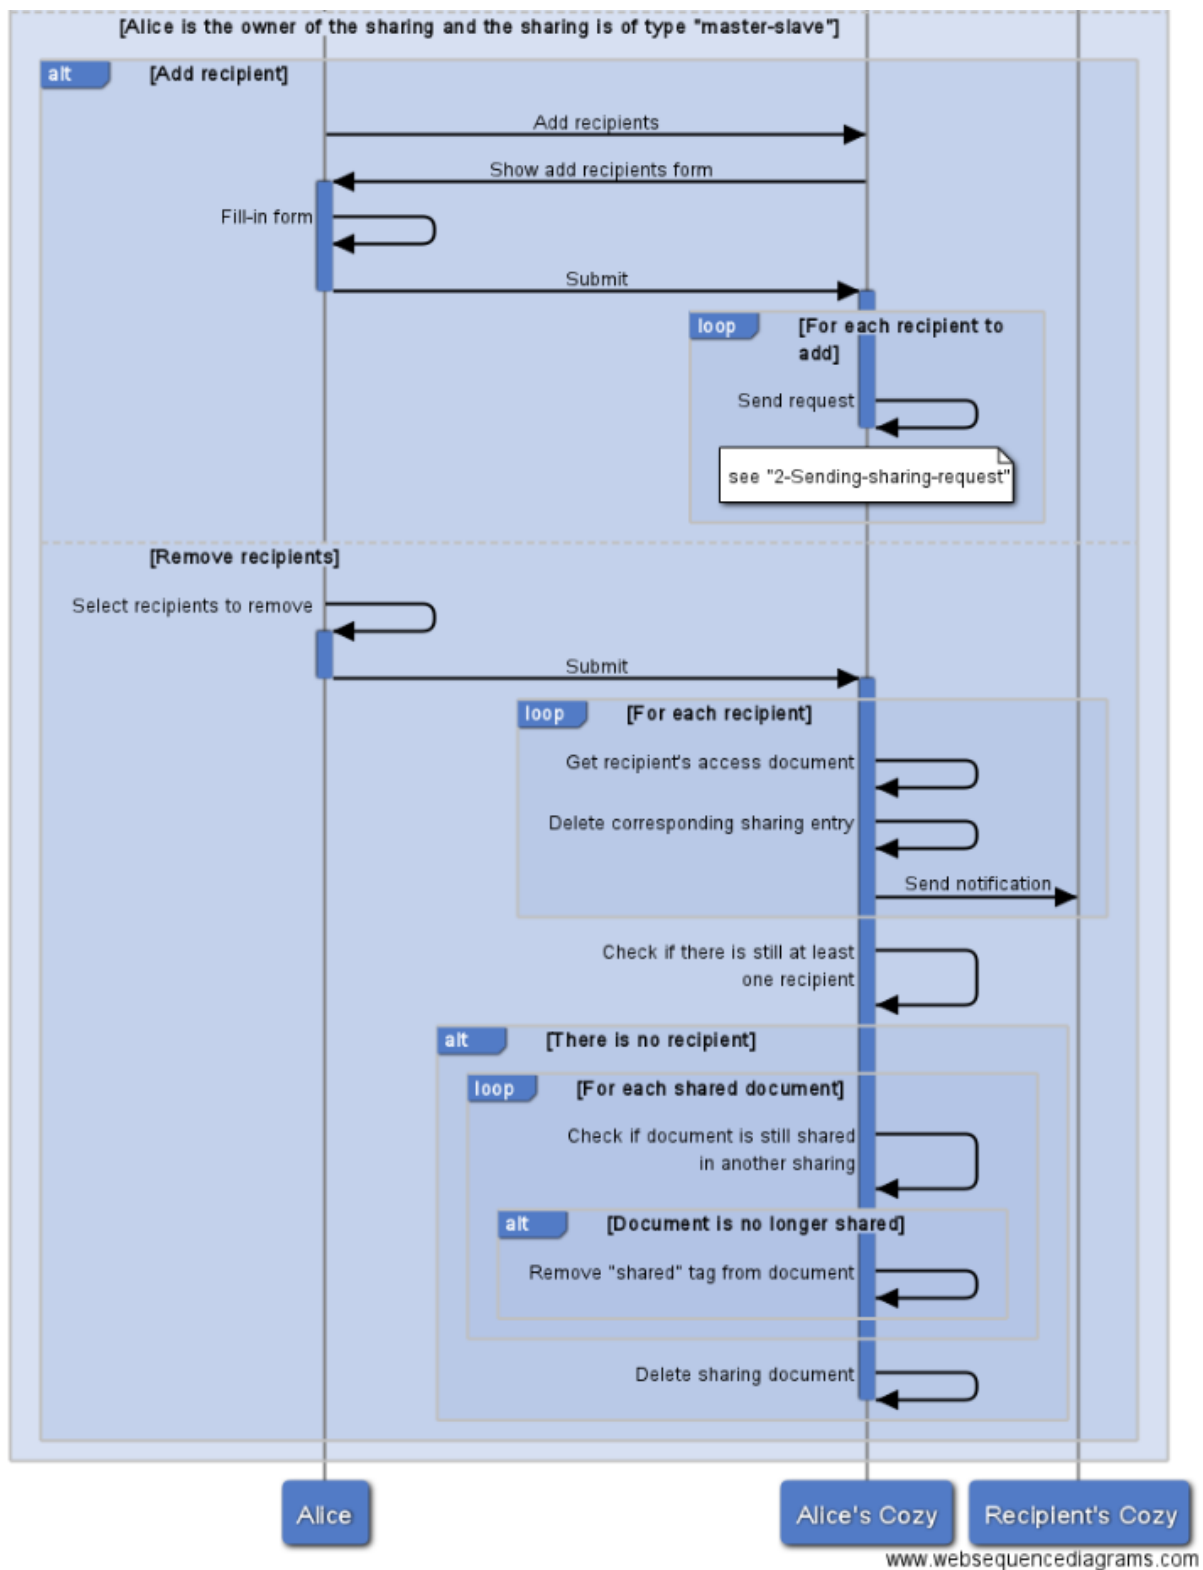 [Alice is the owner of the sharing and the sharing is of type "master-slave"]
alt [Add recipient]
Add recipients
Show add recipients form
Fill-in form
Submit
loop [For each recipient to
add]
Send request
see "2-Sending-sharing-request"
[Remove recipients]
Select recipients to remove
Submit
loop [For each recipient]
Get recipient's access document
Delete corresponding sharing entry
Send notification
Check if there is still at least
one recipient
alt [There is no recipient]
loop [For each shared document]
Check if document is still shared
in another sharing
alt [Document is no longer shared]
Remove "shared" tag from document
Delete sharing document
Alice Alice's Cozy Recipient's Cozy
www.websequencediagrams.com